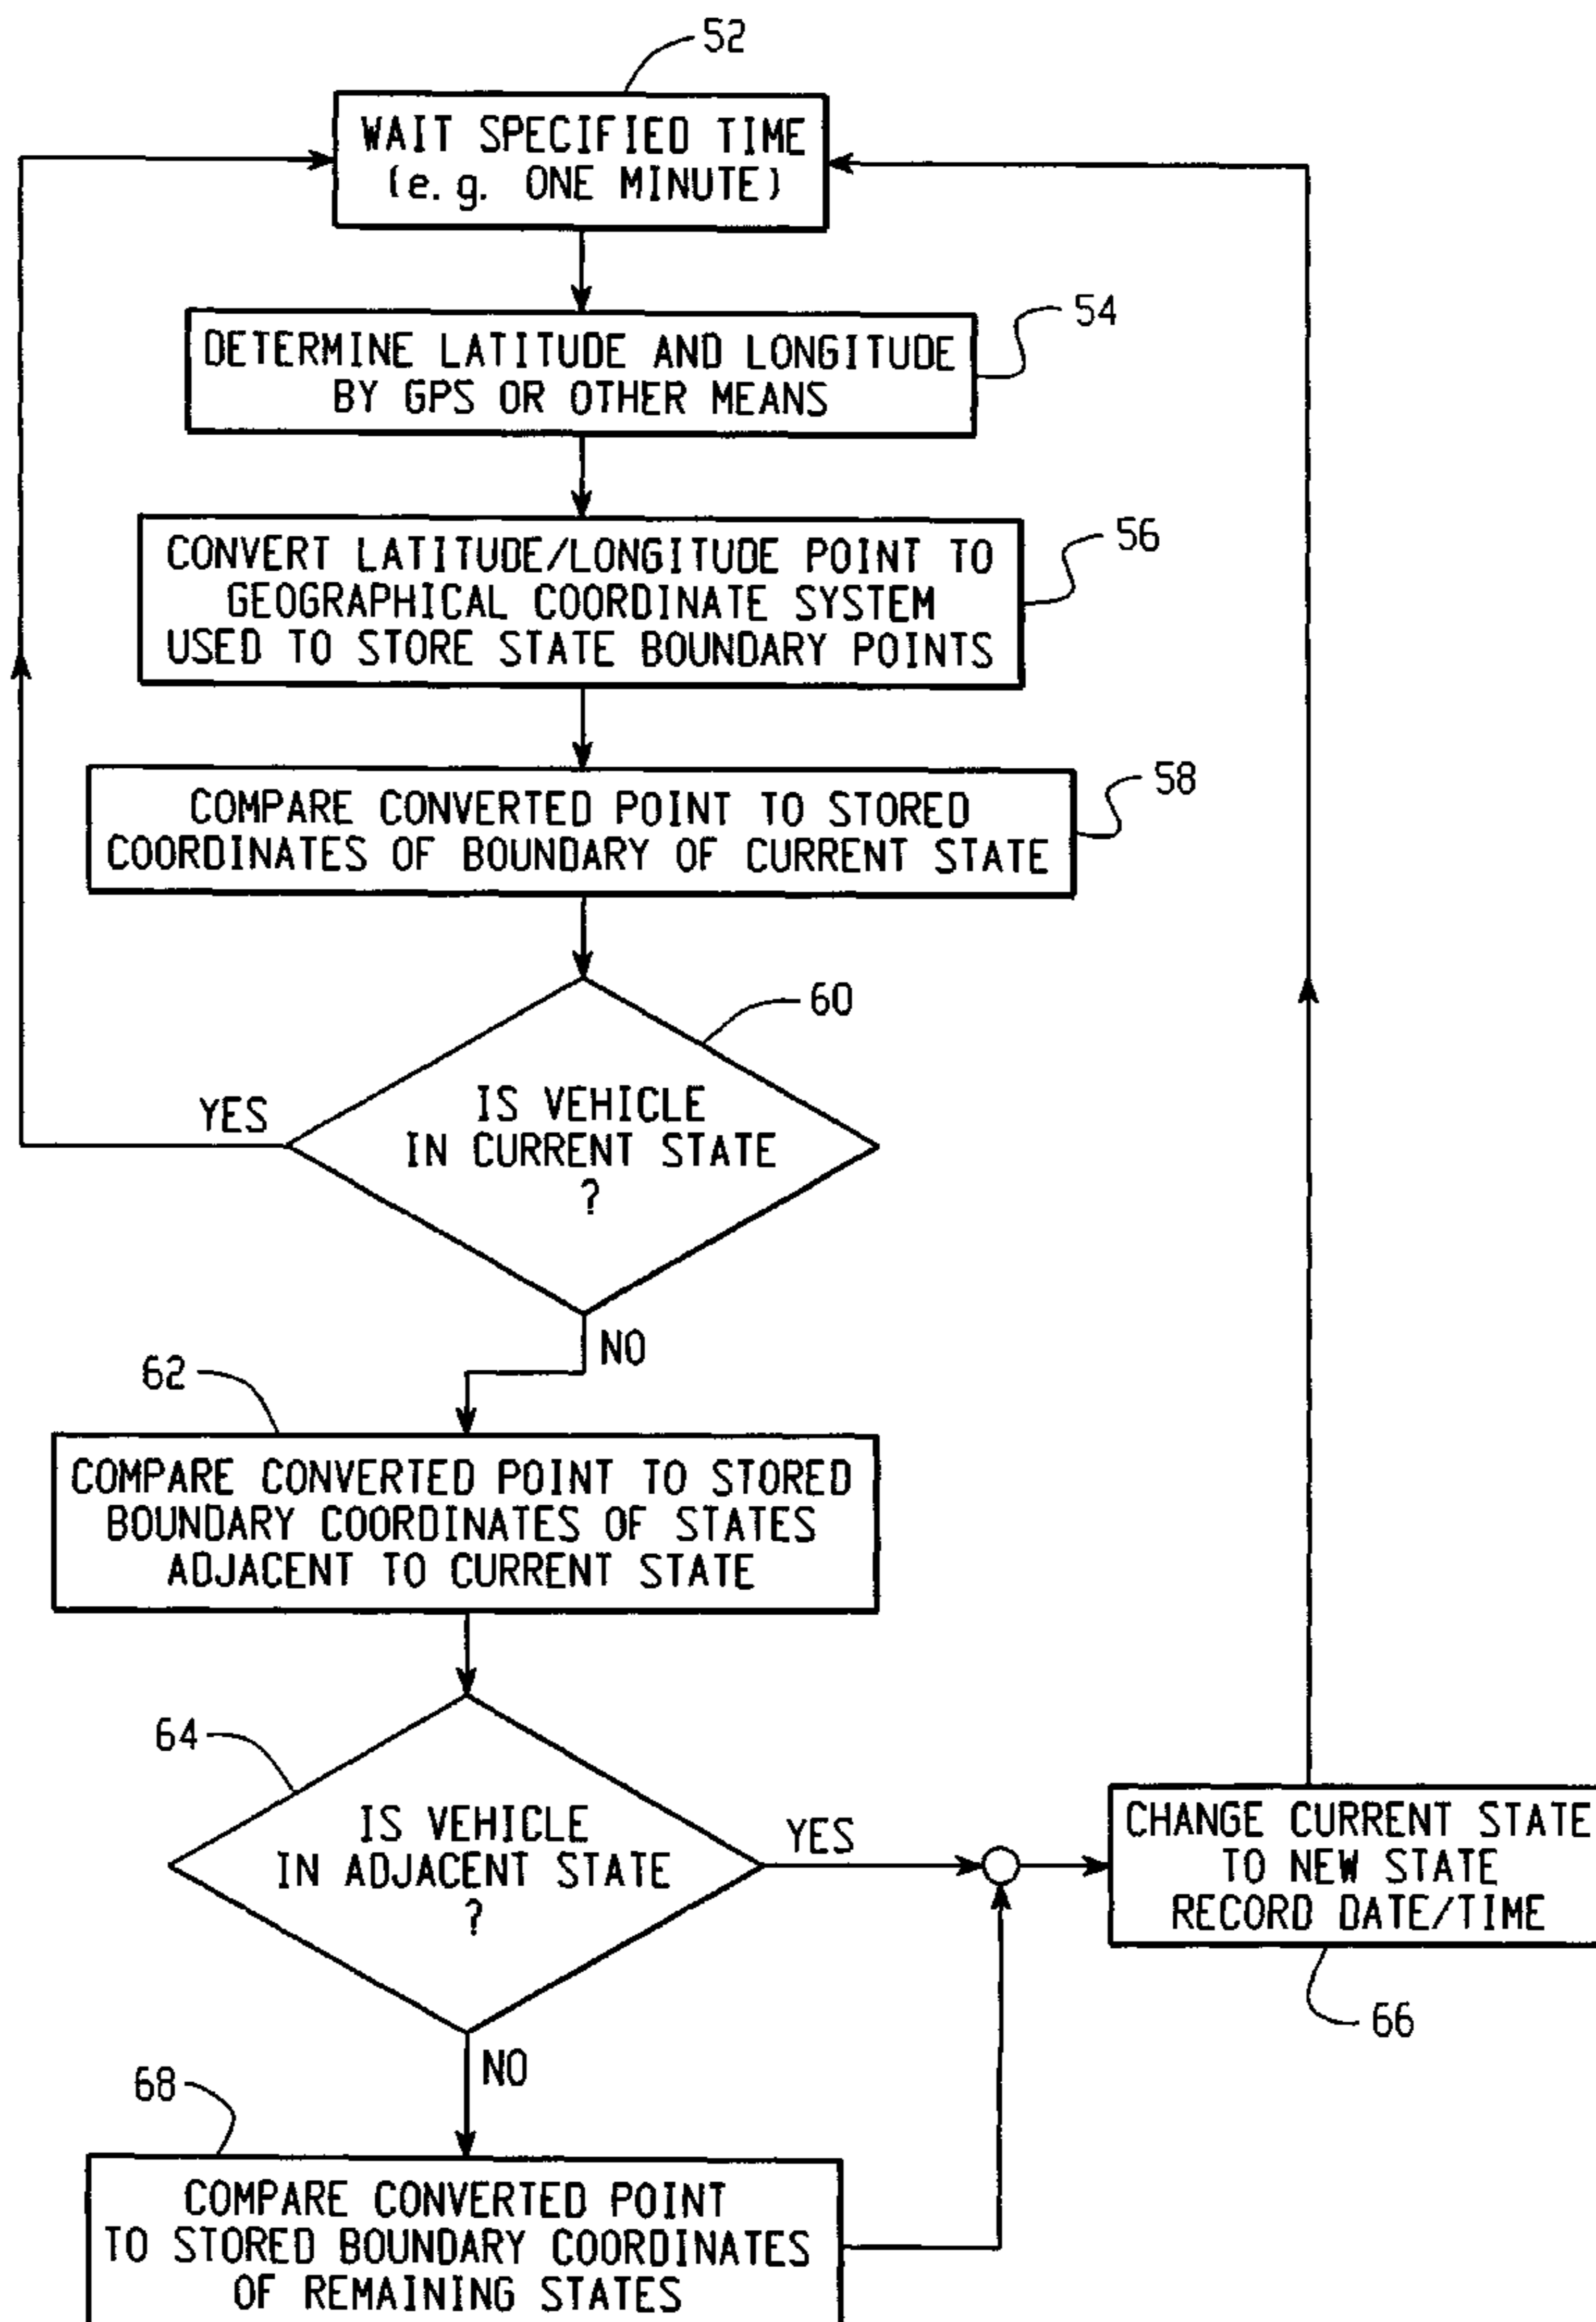 52
WAIT SPECIFIED TIME
(e.g. ONE MINUTE)
54
DETERMINE LATITUDE AND LONGITUDE
BY GPS OR OTHER MEANS
56
CONVERT LATITUDE/LONGITUDE POINT TO
GEOGRAPHICAL COORDINATE SYSTEM
USED TO STORE STATE BOUNDARY POINTS
58
COMPARE CONVERTED POINT TO STORED
COORDINATES OF BOUNDARY OF CURRENT STATE
60
YES
IS VEHICLE
IN CURRENT STATE
?
NO
62
COMPARE CONVERTED POINT TO STORED
BOUNDARY COORDINATES OF STATES
ADJACENT TO CURRENT STATE
64
IS VEHICLE
IN ADJACENT STATE
?
YES
CHANGE CURRENT STATE
TO NEW STATE
RECORD DATE/TIME
66
NO
68
COMPARE CONVERTED POINT
TO STORED BOUNDARY COORDINATES
OF REMAINING STATES